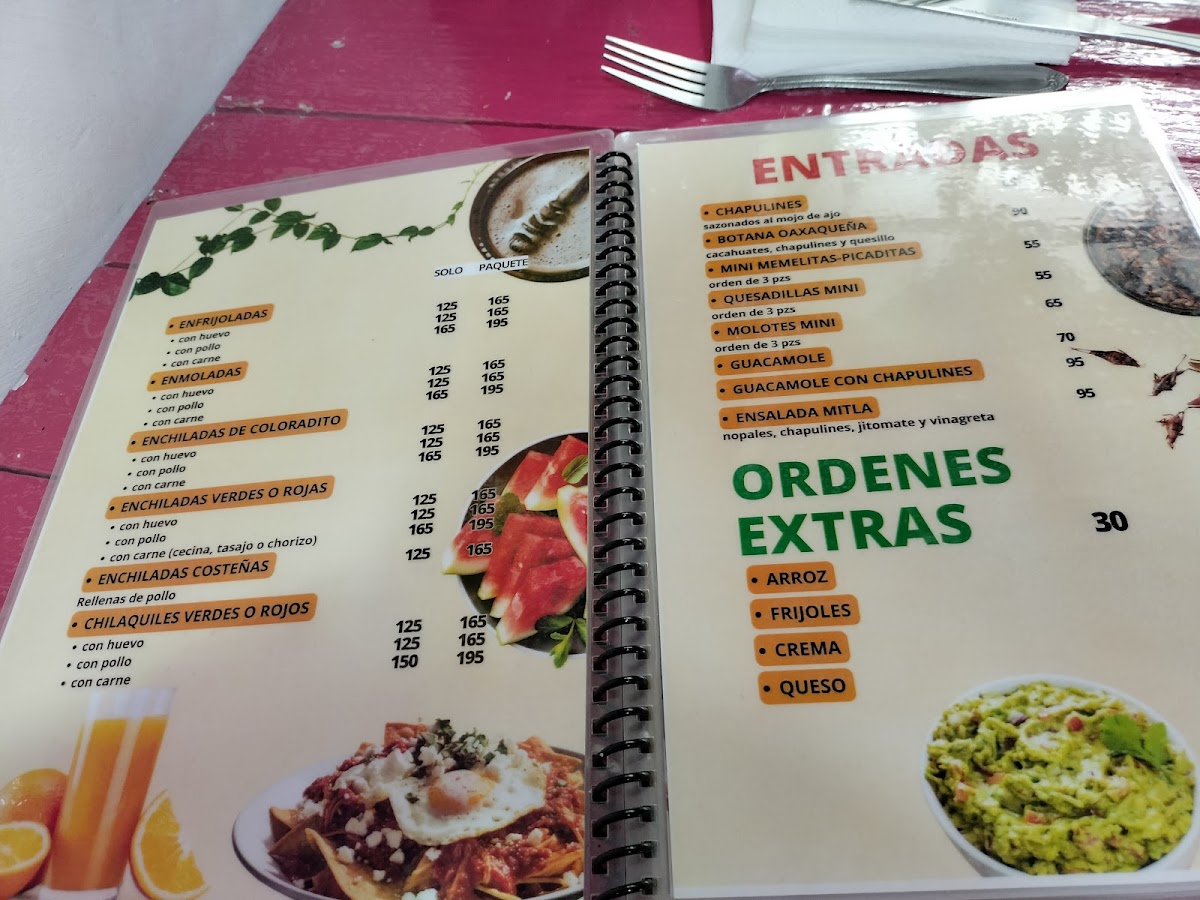 SOLO PAQUETE
• ENFRIJOLADAS
• con huevo 125 165
• con pollo 125 165
• con carne 165 195
• ENMOLADAS
• con huevo 125 165
• con pollo 125 165
• con carne 165 195
• ENCHILADAS DE COLORADITO
• con huevo 125 165
• con pollo 125 165
• con carne 165 195
• ENCHILADAS VERDES O ROJAS
• con huevo 125 165
• con pollo 125 165
• con carne (cecina, tasajo o chorizo) 165 195
• ENCHILADAS COSTEÑAS 125 165
Rellenas de pollo
• CHILAQUILES VERDES O ROJOS
• con huevo 125 165
• con pollo 125 165
• con carne 150 195
ENTRADAS
• CHAPULINES 90
sazonados al mojo de ajo
• BOTANA OAXAQUEÑA 55
cacahuates, chapulines y quesillo
• MINI MEMELITAS-PICADITAS 55
orden de 3 pzs
• QUESADILLAS MINI 65
orden de 3 pzs
• MOLOTES MINI 70
orden de 3 pzs
• GUACAMOLE 95
• GUACAMOLE CON CHAPULINES 95
• ENSALADA MITLA
nopales, chapulines, jitomate y vinagreta
ORDENES
EXTRAS 30
• ARROZ
• FRIJOLES
• CREMA
• QUESO